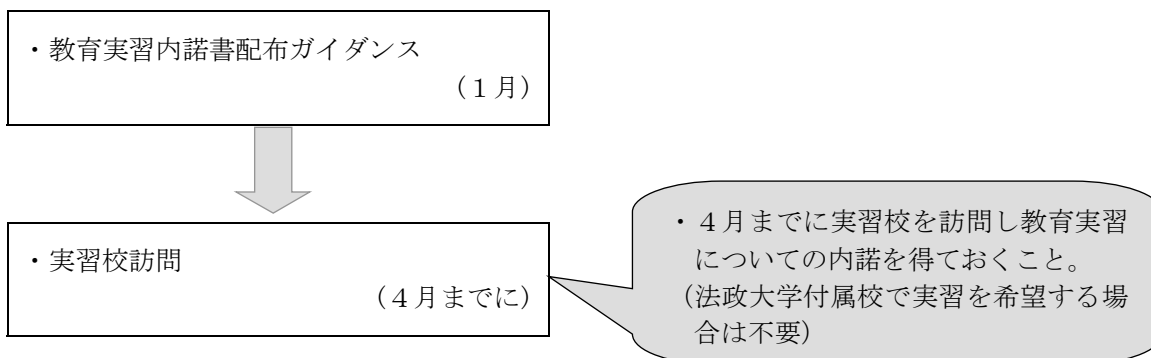 ・教育実習内諾書配布ガイダンス
（１月）
・実習校訪問
（４月までに）
・４月までに実習校を訪問し教育実習
についての内諾を得ておくこと。
（法政大学付属校で実習を希望する場
合は不要）